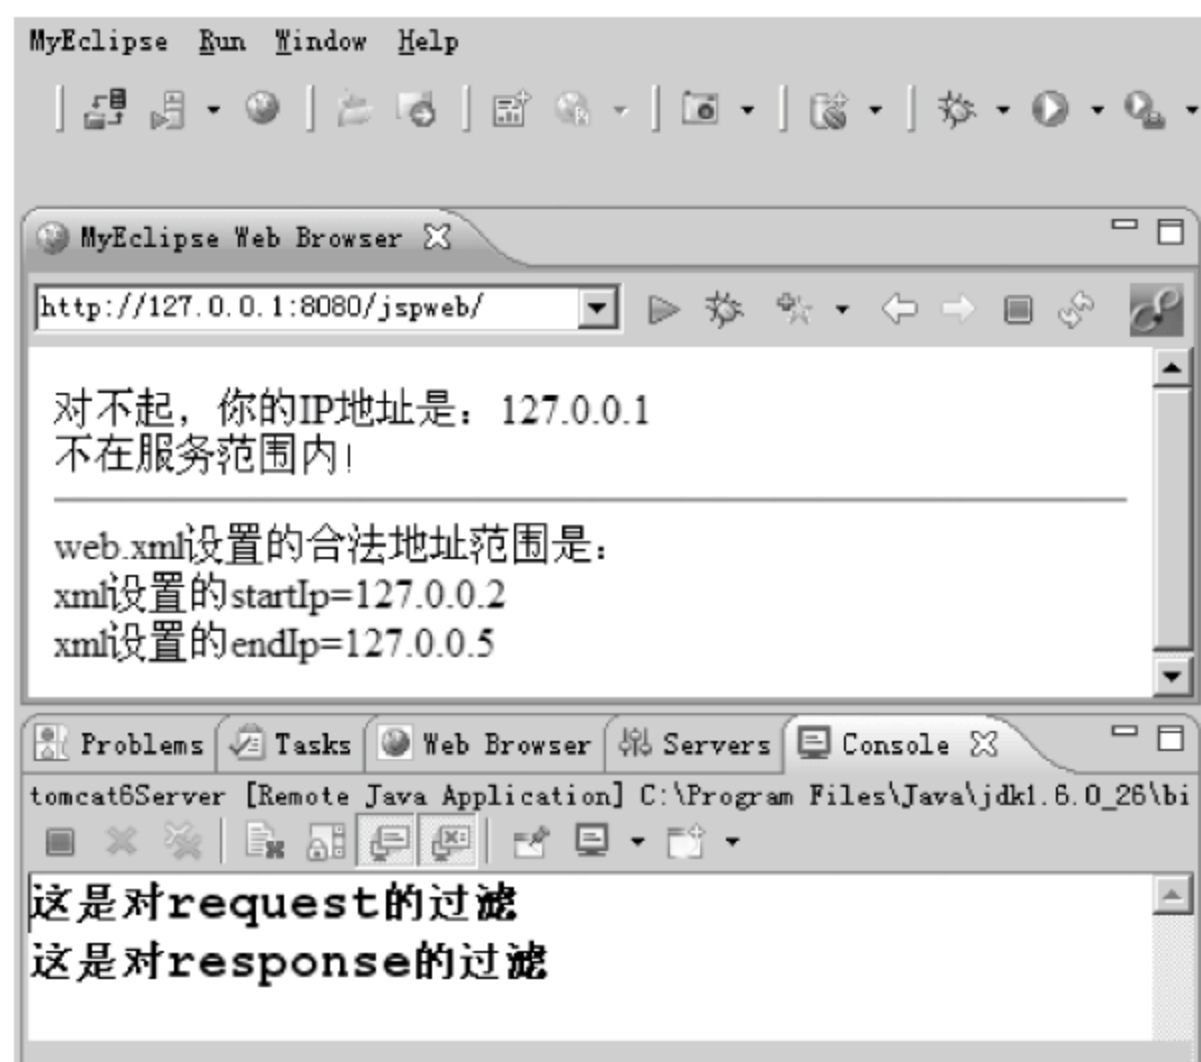 MyEclipse Run Window Help
MyEclipse Web Browser
http://127.0.0.1:8080/jspweb/
对不起，你的IP地址是：127.0.0.1
不在服务范围内！
web.xml设置的合法地址范围是：
xml设置的startIp=127.0.0.2
xml设置的endIp=127.0.0.5
Problems Tasks Web Browser Servers Console
tomcat6Server [Remote Java Application] C:\Program Files\Java\jdk1.6.0_26\bi
这是对request的过滤
这是对response的过滤